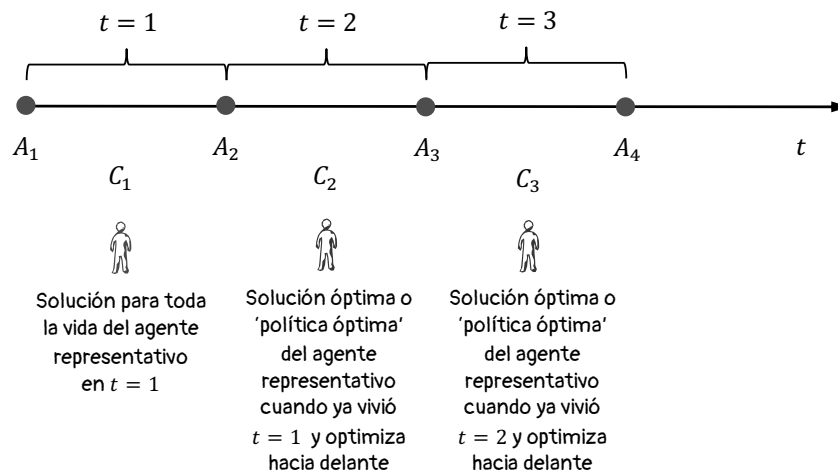 t = 1
t = 2
t = 3
A₁
A₂
A₃
A₄
t
C₁
C₂
C₃
Solución para toda
la vida del agente
representativo
en t = 1
Solución óptima o
‘política óptima’
del agente
representativo
cuando ya vivió
t = 1 y optimiza
hacia delante
Solución óptima o
‘política óptima’
del agente
representativo
cuando ya vivió
t = 2 y optimiza
hacia delante